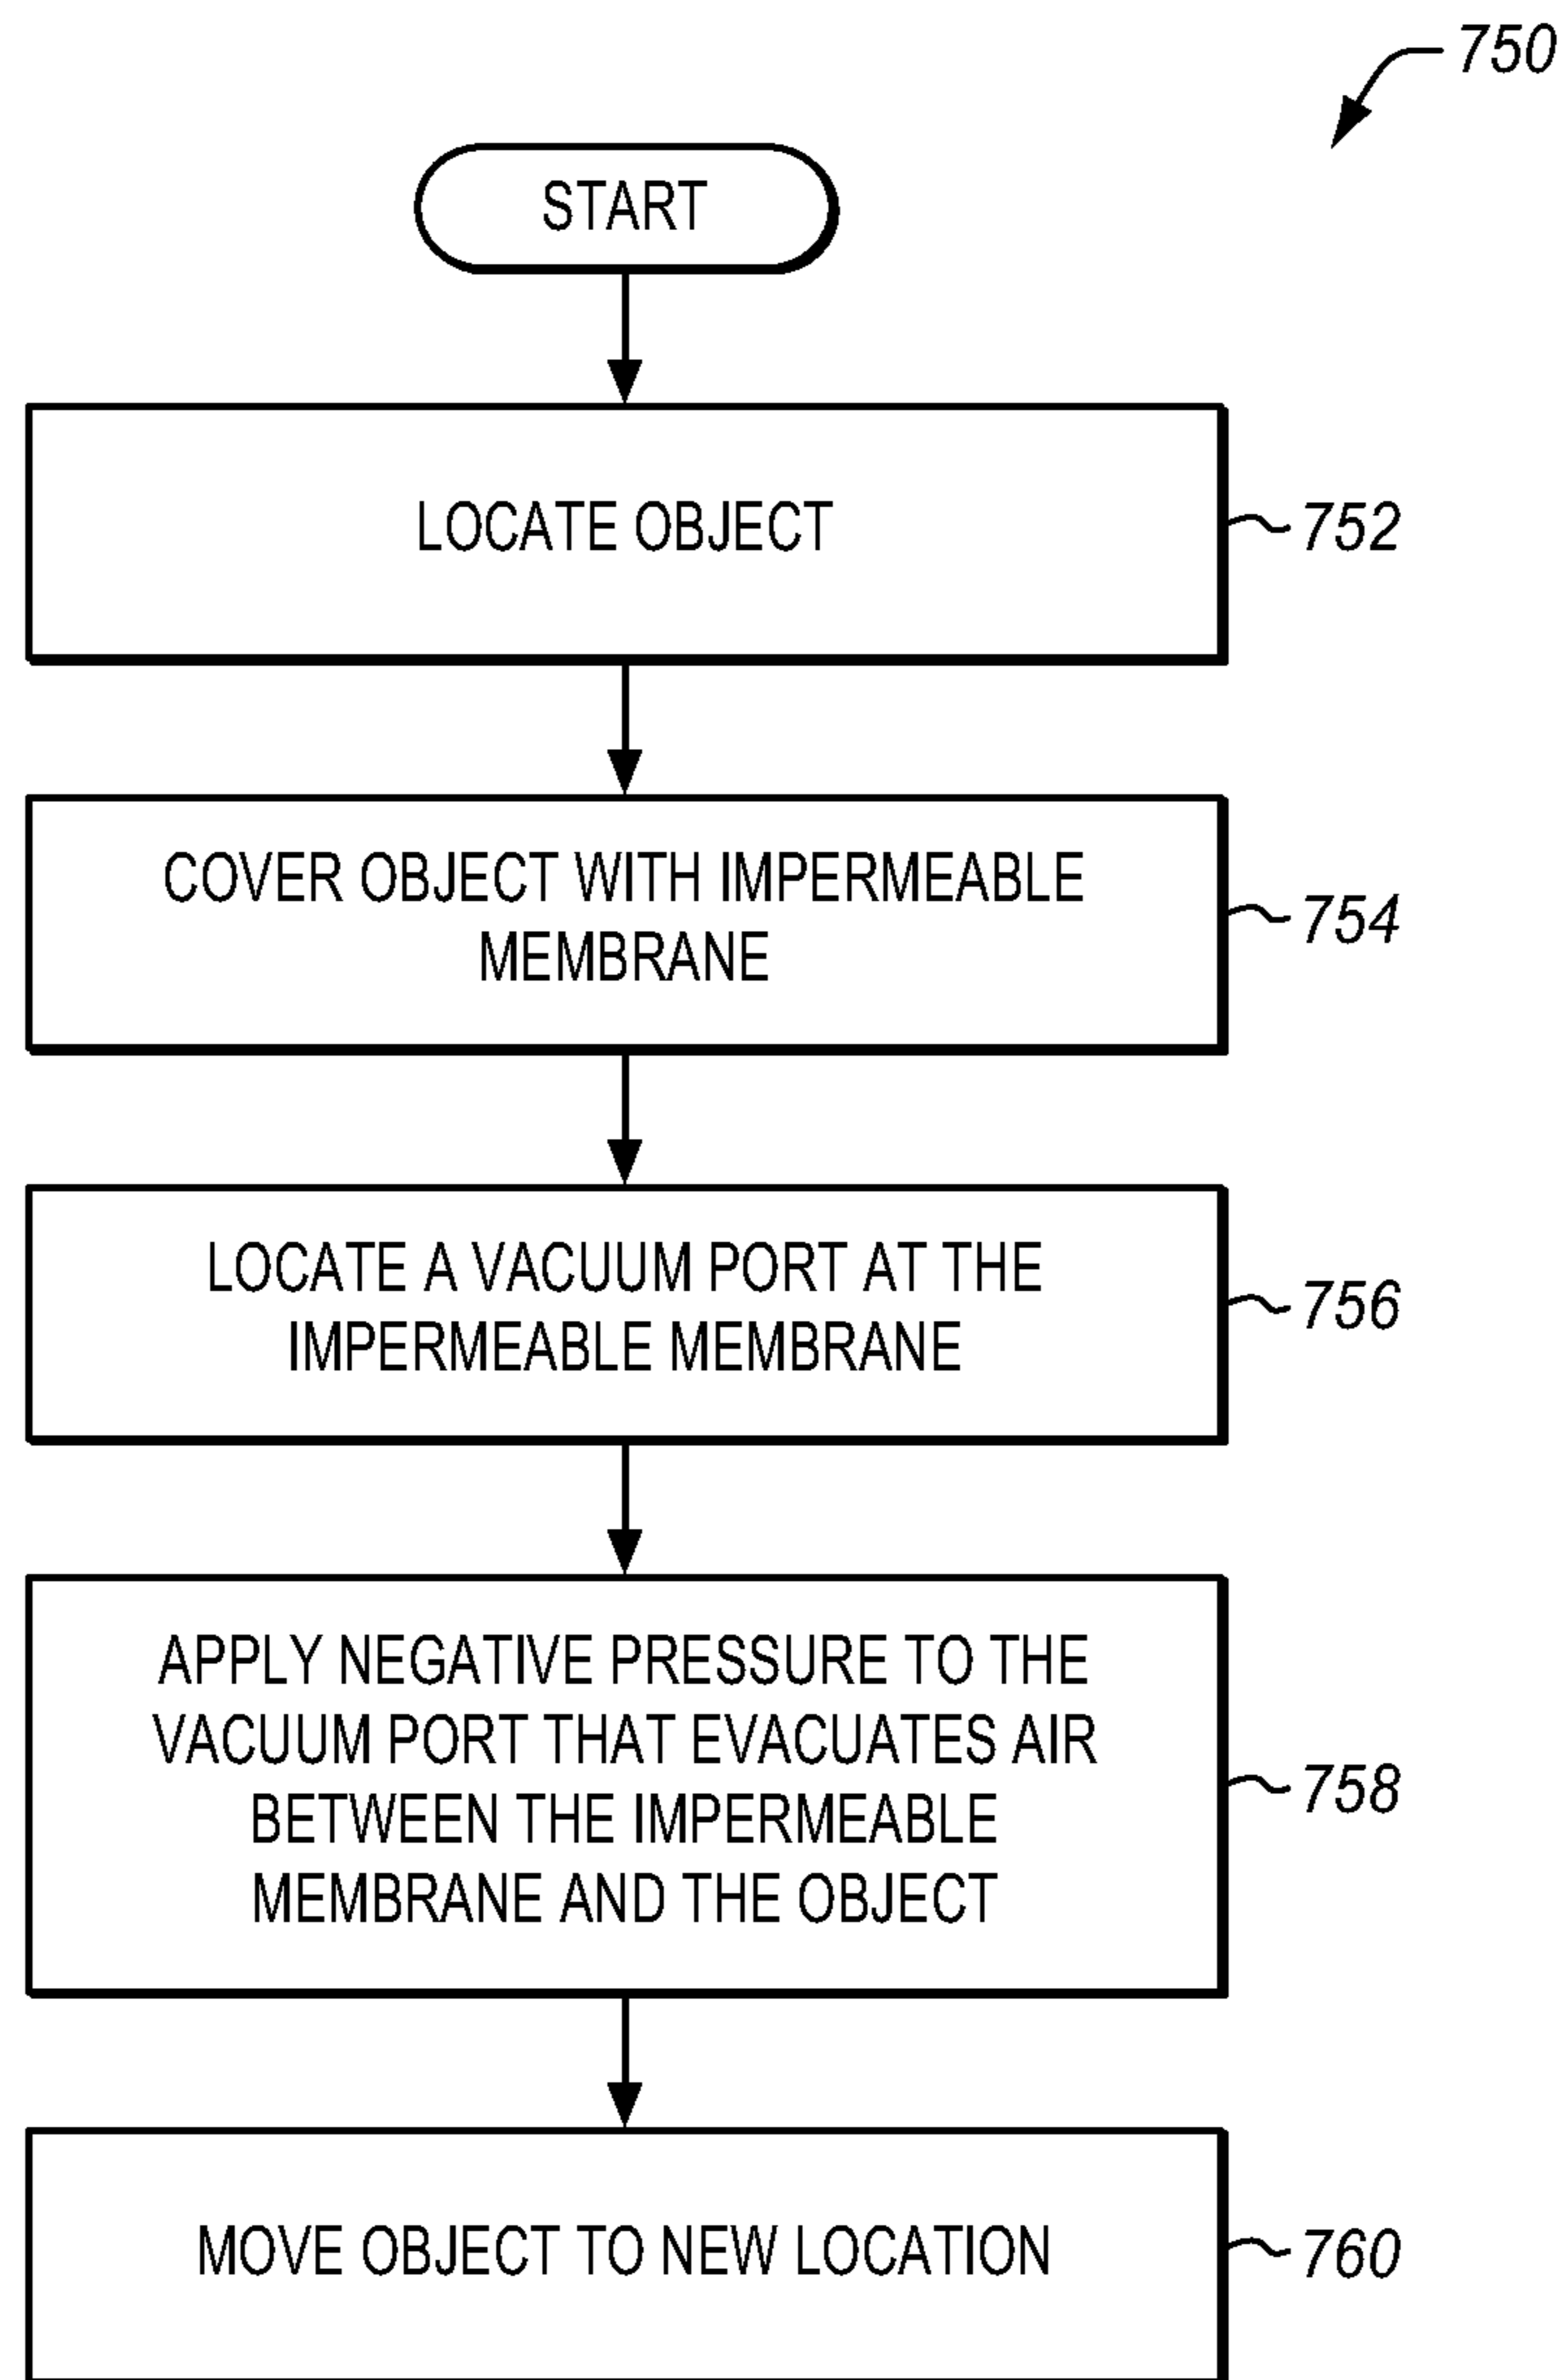 750
START
LOCATE OBJECT
752
COVER OBJECT WITH IMPERMEABLE
MEMBRANE
754
LOCATE A VACUUM PORT AT THE
IMPERMEABLE MEMBRANE
756
APPLY NEGATIVE PRESSURE TO THE
VACUUM PORT THAT EVACUATES AIR
BETWEEN THE IMPERMEABLE
MEMBRANE AND THE OBJECT
758
MOVE OBJECT TO NEW LOCATION
760